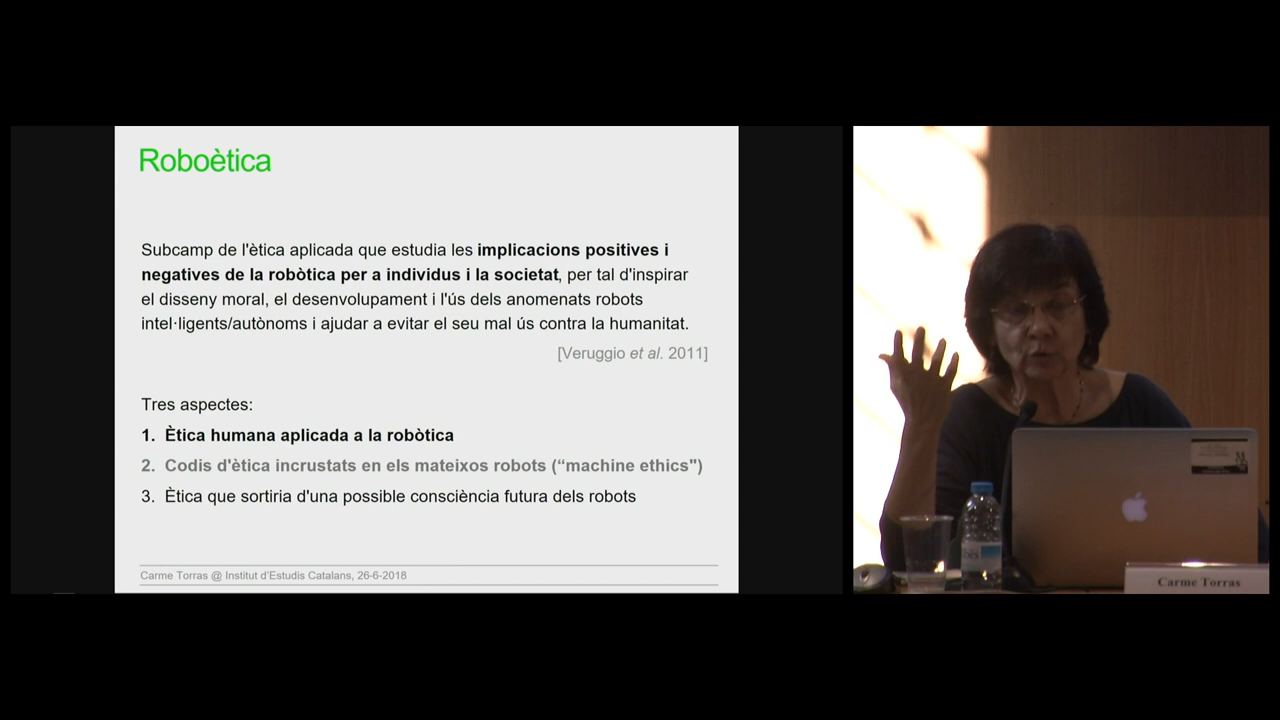 Roboètica
Subcamp de l'ètica aplicada que estudia les implicacions positives i
negatives de la robòtica per a individus i la societat, per tal d'inspirar
el disseny moral, el desenvolupament i l'ús dels anomenats robots
intel·ligents/autònoms i ajudar a evitar el seu mal ús contra la humanitat.
[Veruggio et al. 2011]
Tres aspectes:
1. Ètica humana aplicada a la robòtica
2. Codis d'ètica incrustats en els mateixos robots (“machine ethics")
3. Ètica que sortiria d'una possible consciència futura dels robots
Carme Torras @ Institut d'Estudis Catalans, 26-6-2018
Carme Torras